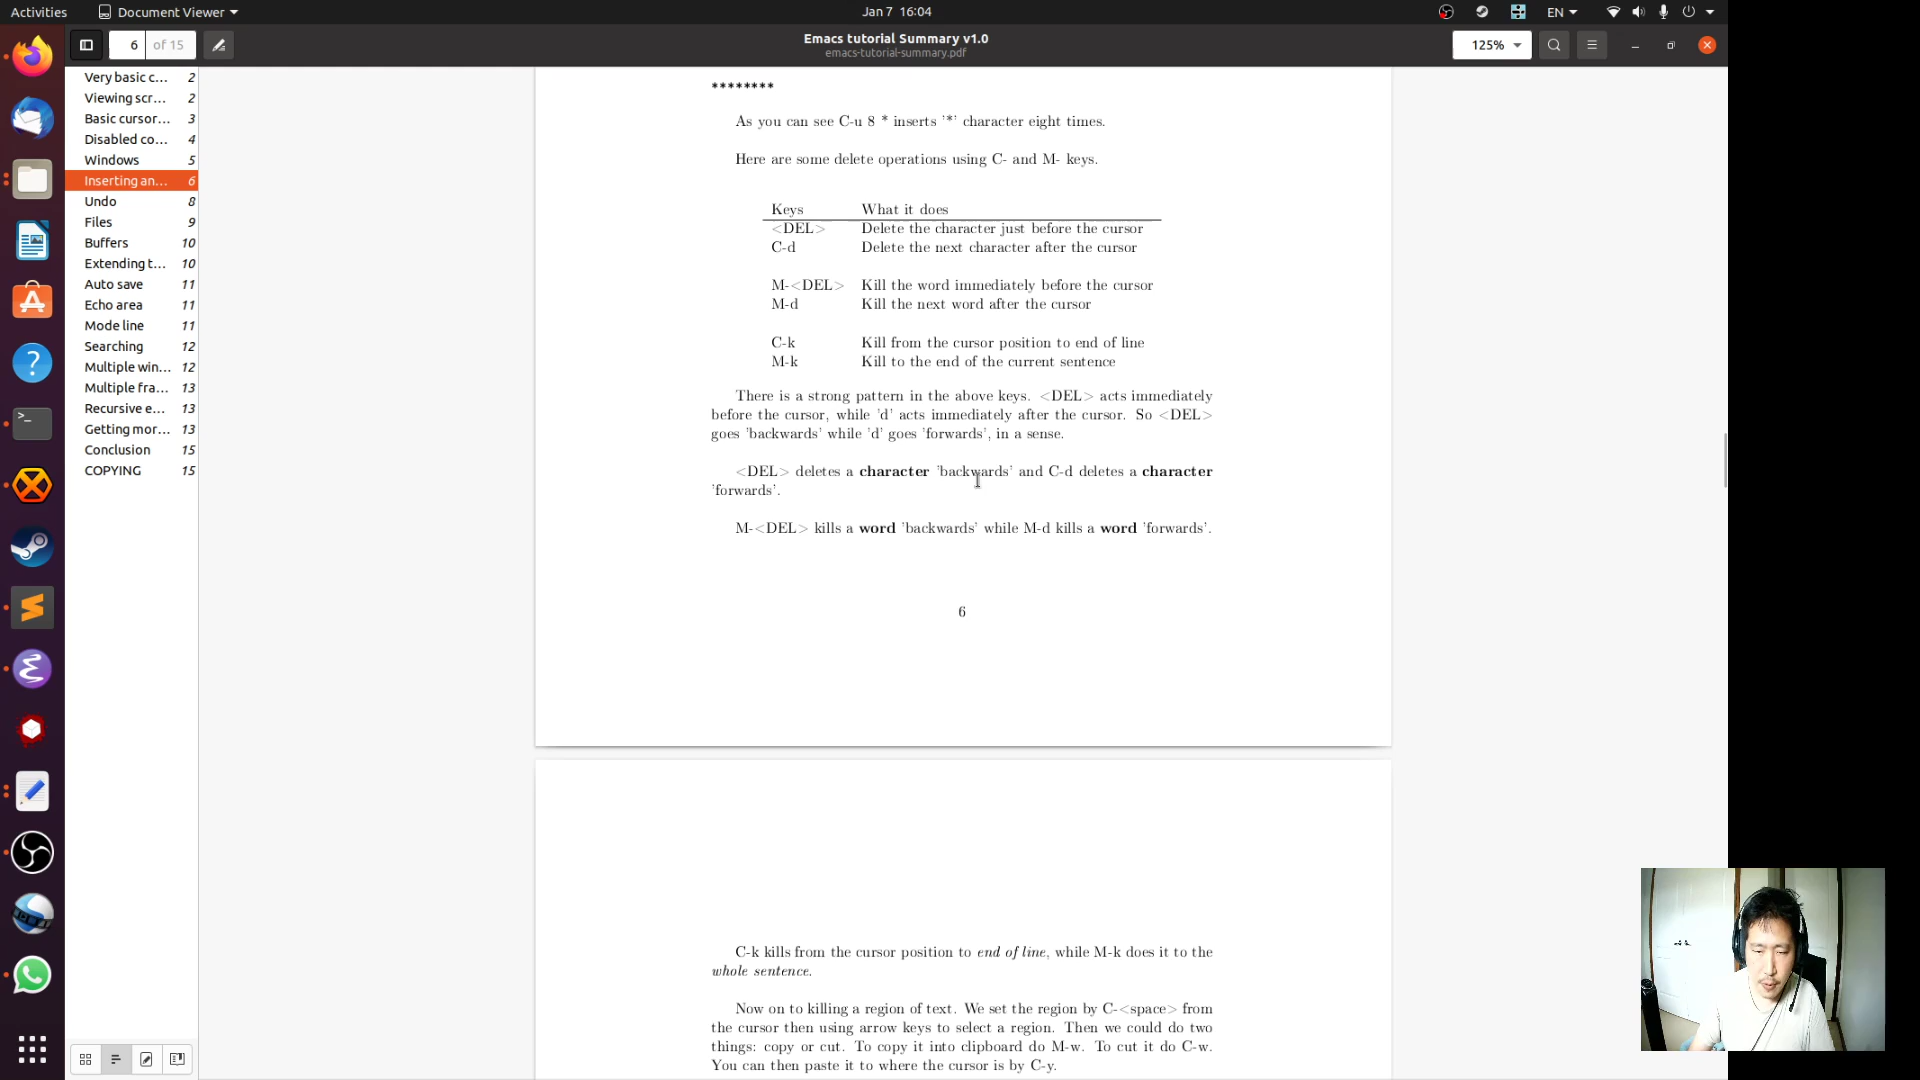 Activities Document Viewer Jan 7 16:04 EN
6 of 15 Emacs tutorial Summary v1.0 125%
emacs-tutorial-summary.pdf
Very basic c... 2
Viewing scr... 2
Basic cursor... 3
Disabled co... 4
Windows 5
Inserting an... 6
Undo 8
Files 9
Buffers 10
Extending t... 10
Auto save 11
Echo area 11
Mode line 11
Searching 12
Multiple win... 12
Multiple fra... 13
Recursive e... 13
Getting mor... 13
Conclusion 15
COPYING 15
********
As you can see C-u 8 * inserts '*' character eight times.
Here are some delete operations using C- and M- keys.
Keys What it does
<DEL> Delete the character just before the cursor
C-d Delete the next character after the cursor
M-<DEL> Kill the word immediately before the cursor
M-d Kill the next word after the cursor
C-k Kill from the cursor position to end of line
M-k Kill to the end of the current sentence
There is a strong pattern in the above keys. <DEL> acts immediately
before the cursor, while 'd' acts immediately after the cursor. So <DEL>
goes 'backwards' while 'd' goes 'forwards', in a sense.
<DEL> deletes a character 'backwards' and C-d deletes a character
'forwards'.
M-<DEL> kills a word 'backwards' while M-d kills a word 'forwards'.
6
C-k kills from the cursor position to end of line, while M-k does it to the
whole sentence.
Now on to killing a region of text. We set the region by C-<space> from
the cursor then using arrow keys to select a region. Then we could do two
things: copy or cut. To copy it into clipboard do M-w. To cut it do C-w.
You can then paste it to where the cursor is by C-y.